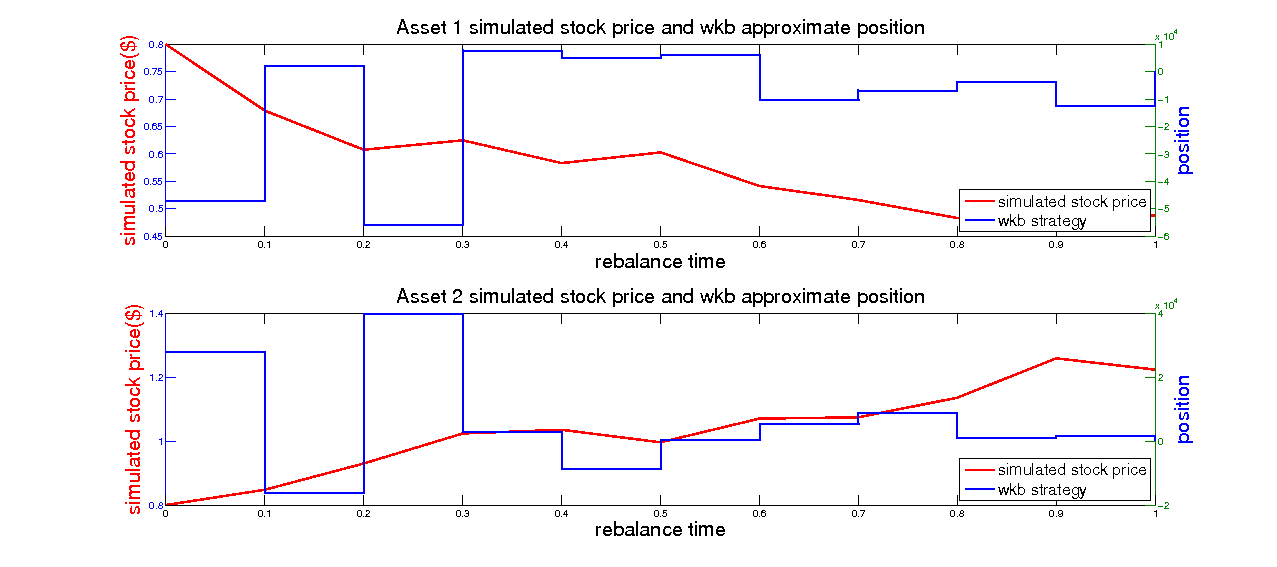 Asset 1 simulated stock price and wkb approximate position
x 10^4
simulated stock price($)
0.8
0.75
0.7
0.65
0.6
0.55
0.5
0.45
1
0
−1
−2
−3
−4
−5
−6
position
simulated stock price
wkb strategy
0 0.1 0.2 0.3 0.4 0.5 0.6 0.7 0.8 0.9 1
rebalance time
Asset 2 simulated stock price and wkb approximate position
x 10^4
simulated stock price($)
1.4
1.2
1
0.8
4
2
0
−2
position
simulated stock price
wkb strategy
0 0.1 0.2 0.3 0.4 0.5 0.6 0.7 0.8 0.9 1
rebalance time